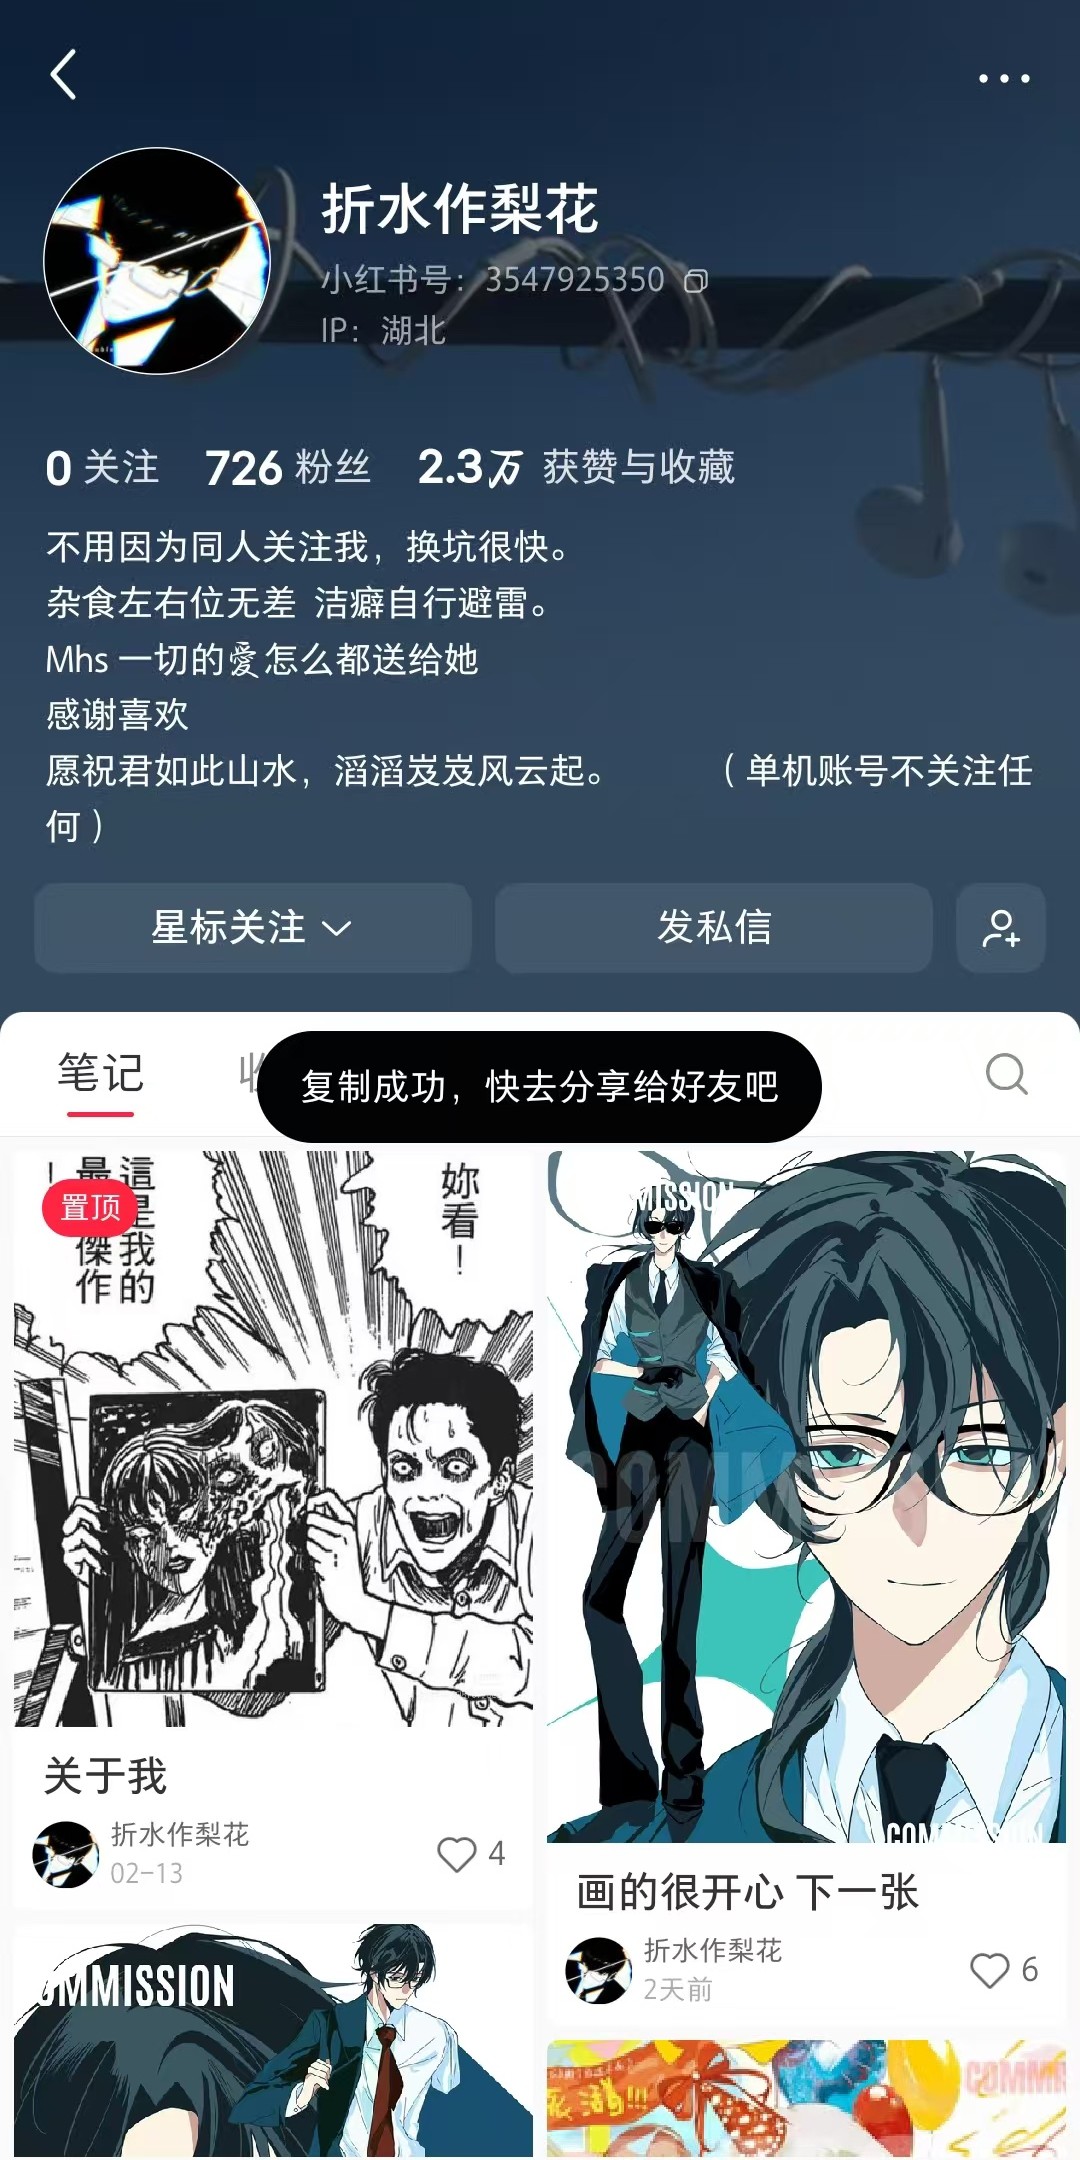 折水作梨花
小红书号：3547925350
IP：湖北
0 关注 726 粉丝 2.3万 获赞与收藏
不用因为同人关注我，换坑很快。
杂食左右位无差 洁癖自行避雷。
Mhs 一切的爱怎么都送给她
感谢喜欢
愿祝君如此山水，滔滔岌岌风云起。 （单机账号不关注任
何）
星标关注
发私信
笔记
复制成功，快去分享给好友吧
置顶
妳看！
這是我的
最傑作
！
关于我
折水作梨花
02-13
4
MISSION
COMM
COMMISSION
画的很开心 下一张
折水作梨花
2天前
6
OMMISSION
COMMI